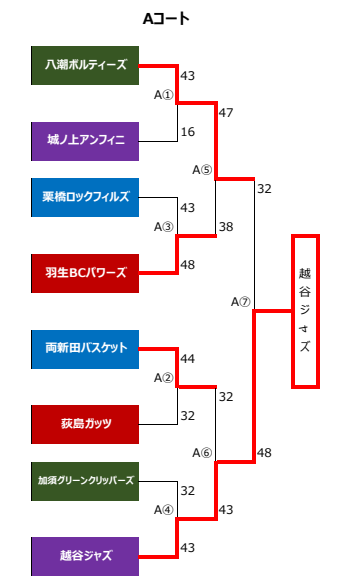 Aコート
八潮ボルティーズ
43
A①
16
城ノ上アンフィニ
47
A⑤
32
栗橋ロックフィルズ
43
A③
38
48
羽生BCパワーズ
A⑦
越谷ジャズ
両新田バスケット
44
A②
32
32
荻島ガッツ
A⑥
48
加須グリーンクリッパーズ
32
A④
43
43
越谷ジャズ